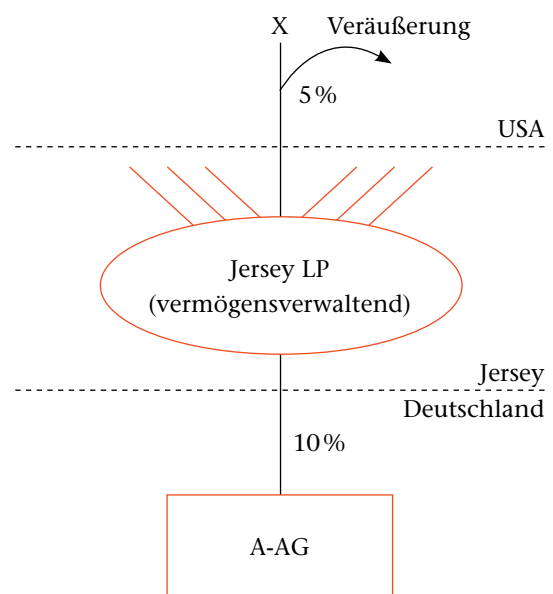 X Veräußerung
5 %
USA
Jersey LP
(vermögensverwaltend)
Jersey
Deutschland
10 %
A-AG